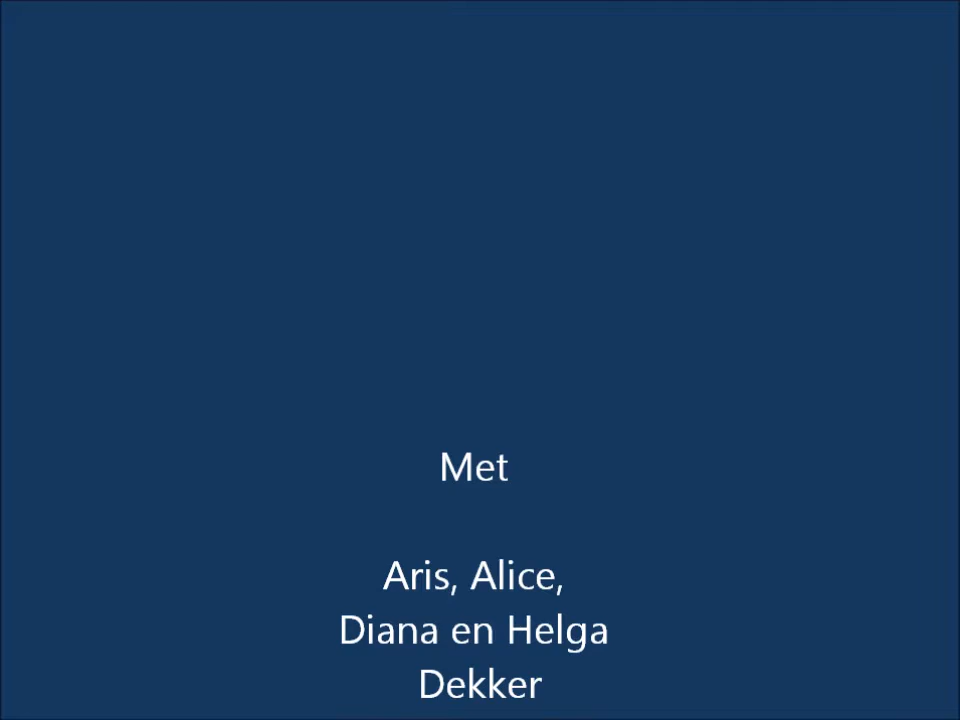 Met
Aris, Alice,
Diana en Helga
Dekker